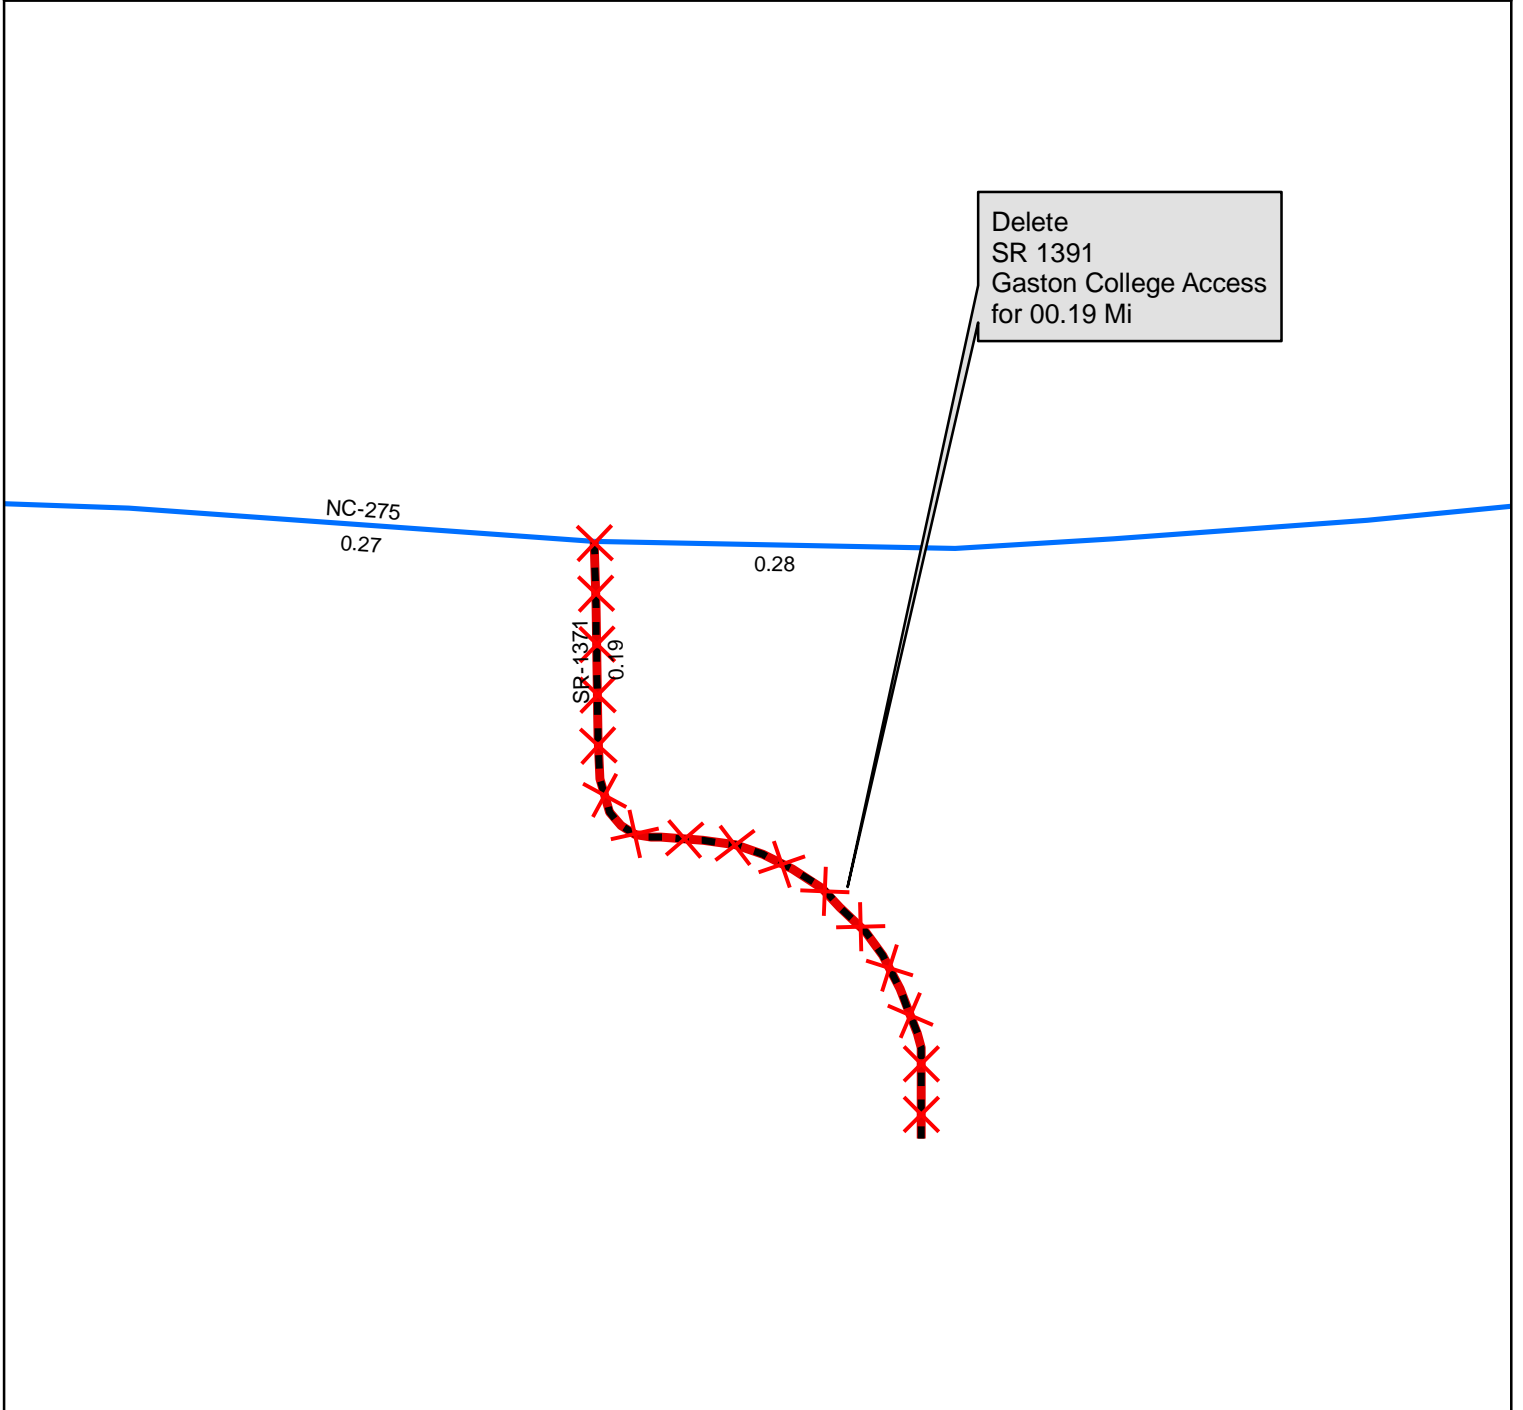 Delete
SR 1391
Gaston College Access
for 00.19 Mi
NC-275
0.27
0.28
SR-1371
0.19